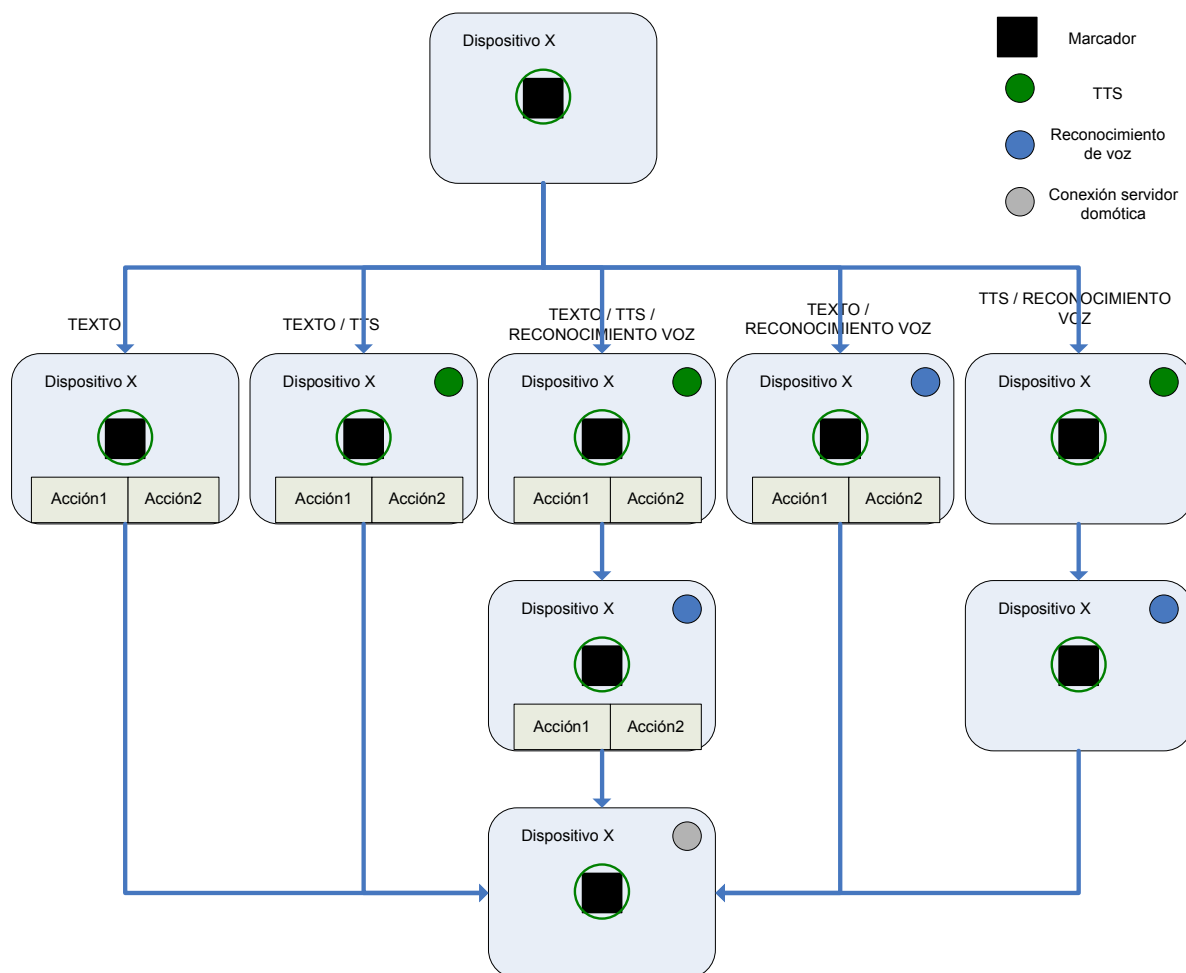 Dispositivo X
Marcador
TTS
Reconocimiento
de voz
Conexión servidor
domótica
TEXTO
TEXTO / TTS
TEXTO / TTS /
RECONOCIMIENTO VOZ
TEXTO /
RECONOCIMIENTO VOZ
TTS / RECONOCIMIENTO
VOZ
Dispositivo X
Acción1
Acción2
Dispositivo X
Acción1
Acción2
Dispositivo X
Acción1
Acción2
Dispositivo X
Acción1
Acción2
Dispositivo X
Dispositivo X
Acción1
Acción2
Dispositivo X
Dispositivo X